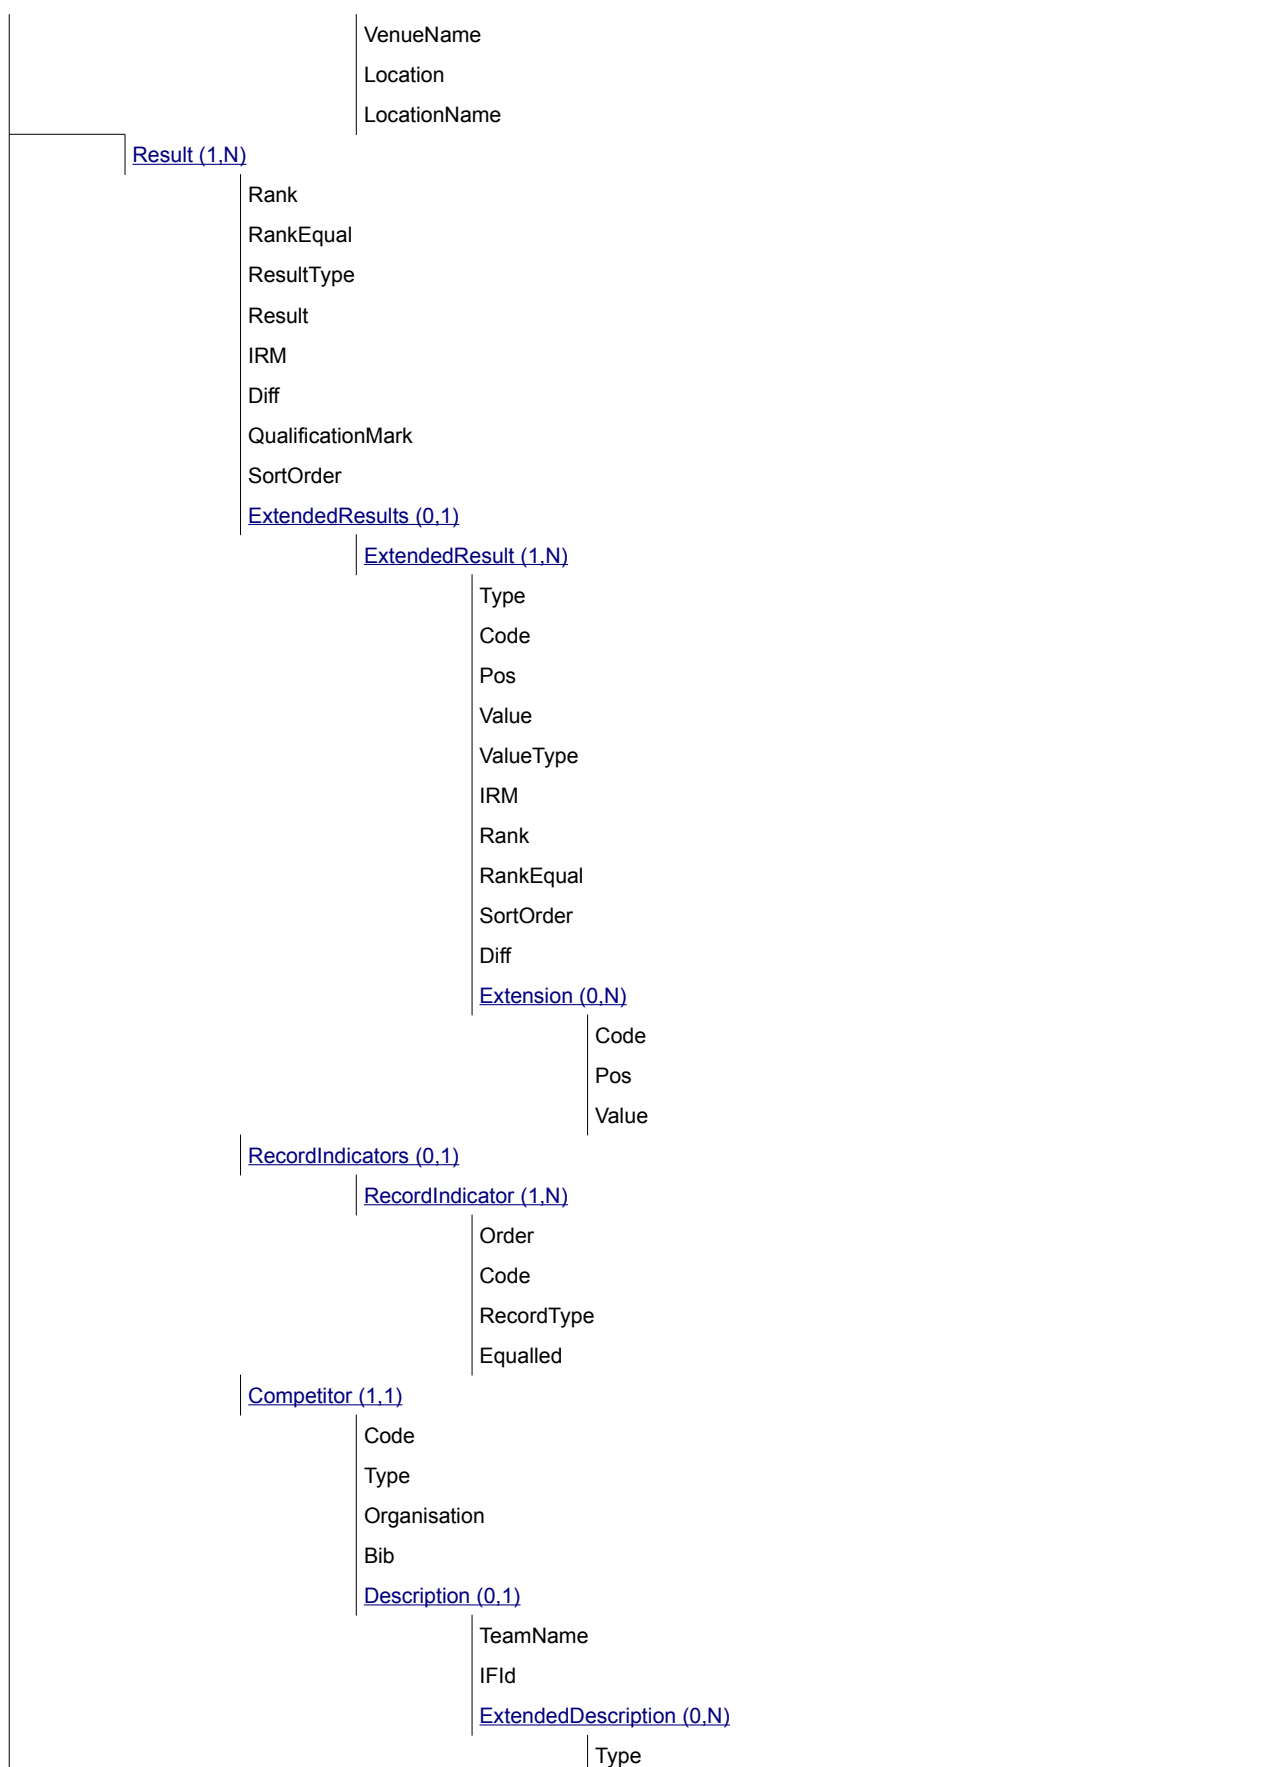 VenueName
Location
LocationName
Result (1,N)
Rank
RankEqual
ResultType
Result
IRM
Diff
QualificationMark
SortOrder
ExtendedResults (0,1)
ExtendedResult (1,N)
Type
Code
Pos
Value
ValueType
IRM
Rank
RankEqual
SortOrder
Diff
Extension (0,N)
Code
Pos
Value
RecordIndicators (0,1)
RecordIndicator (1,N)
Order
Code
RecordType
Equalled
Competitor (1,1)
Code
Type
Organisation
Bib
Description (0,1)
TeamName
IFId
ExtendedDescription (0,N)
Type